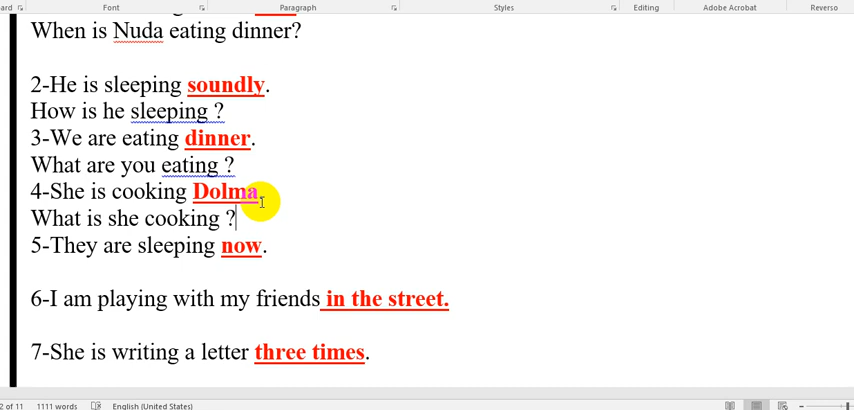 Font Paragraph Styles Editing Adobe Acrobat Reverso
When is Nuda eating dinner?
2-He is sleeping soundly.
How is he sleeping ?
3-We are eating dinner.
What are you eating ?
4-She is cooking Dolma.
What is she cooking ?
5-They are sleeping now.
6-I am playing with my friends in the street.
7-She is writing a letter three times.
2 of 11 1111 words English (United States)